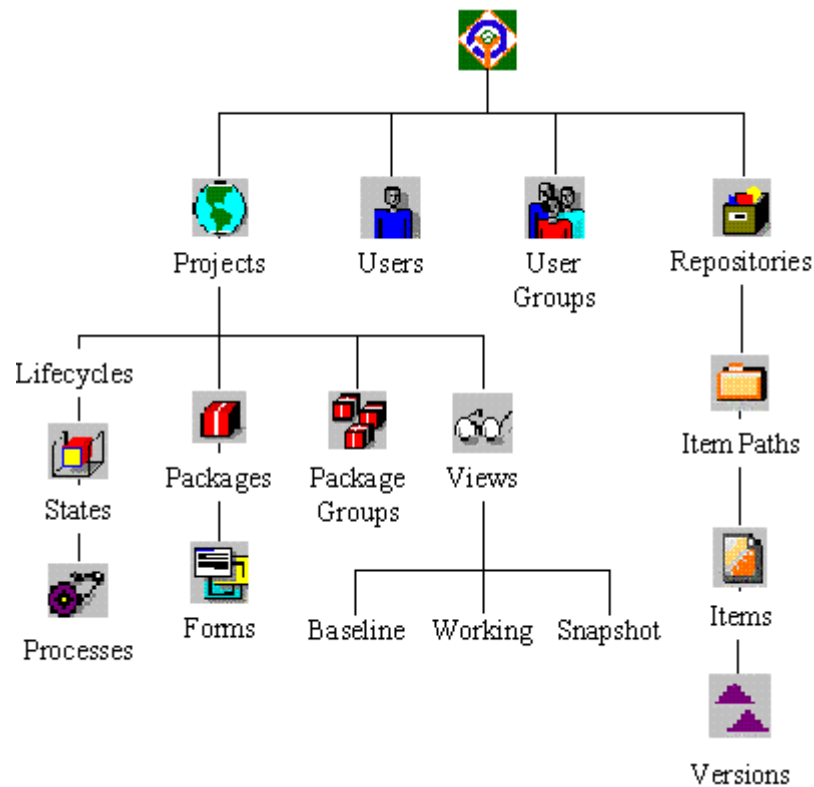 Projects
Users
User
Groups
Repositories
Lifecycles
Packages
Package
Groups
Views
Item Paths
States
Forms
Baseline
Working
Snapshot
Items
Processes
Versions